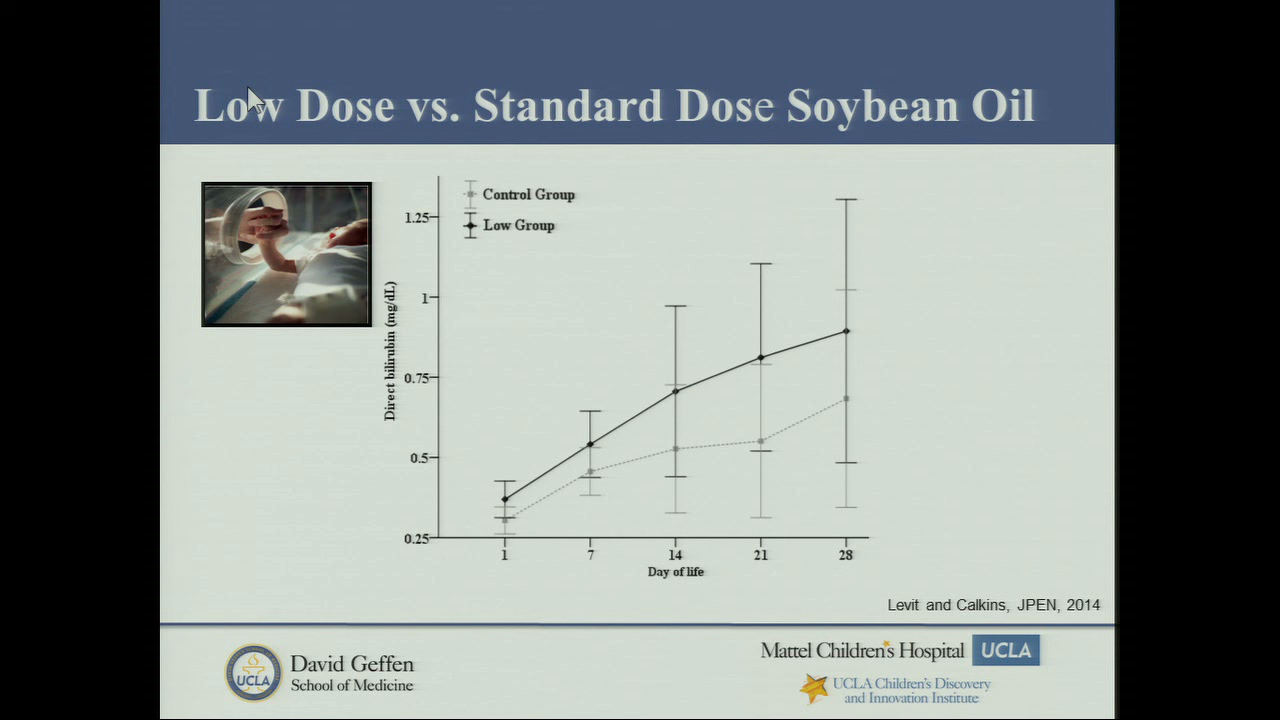 Low Dose vs. Standard Dose Soybean Oil
Control Group
Low Group
1.25
1
0.75
0.5
0.25
Direct bilirubin (mg/dL)
1 7 14 21 28
Day of life
Levit and Calkins, JPEN, 2014
UCLA
David Geffen
School of Medicine
Mattel Children's Hospital UCLA
UCLA Children's Discovery
and Innovation Institute